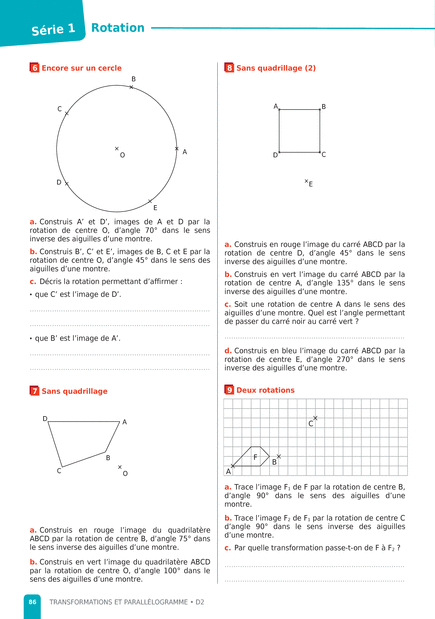 Série 1
Rotation
6 Encore sur un cercle
B
C
A
O
D
E
a. Construis A’ et D’, images de A et D par la
rotation de centre O, d’angle 70° dans le sens
inverse des aiguilles d’une montre.
b. Construis B’, C’ et E’, images de B, C et E par la
rotation de centre O, d’angle 45° dans le sens des
aiguilles d’une montre.
c. Décris la rotation permettant d’affirmer :
• que C’ est l’image de D’.
• que B’ est l’image de A’.
7 Sans quadrillage
D
A
B
C
O
a. Construis en rouge l’image du quadrilatère
ABCD par la rotation de centre B, d’angle 75° dans
le sens inverse des aiguilles d’une montre.
b. Construis en vert l’image du quadrilatère ABCD
par la rotation de centre O, d’angle 100° dans le
sens des aiguilles d’une montre.
8 Sans quadrillage (2)
A
B
D
C
E
a. Construis en rouge l’image du carré ABCD par la
rotation de centre D, d’angle 45° dans le sens
inverse des aiguilles d’une montre.
b. Construis en vert l’image du carré ABCD par la
rotation de centre A, d’angle 135° dans le sens
inverse des aiguilles d’une montre.
c. Soit une rotation de centre A dans le sens des
aiguilles d’une montre. Quel est l’angle permettant
de passer du carré noir au carré vert ?
d. Construis en bleu l’image du carré ABCD par la
rotation de centre E, d’angle 270° dans le sens
inverse des aiguilles d’une montre.
9 Deux rotations
C
F
B
A
a. Trace l’image F₁ de F par la rotation de centre B,
d’angle 90° dans le sens des aiguilles d’une
montre.
b. Trace l’image F₂ de F₁ par la rotation de centre C
d’angle 90° dans le sens inverse des aiguilles
d’une montre.
c. Par quelle transformation passe-t-on de F à F₂ ?
86 TRANSFORMATIONS ET PARALLÉLOGRAMME • D2